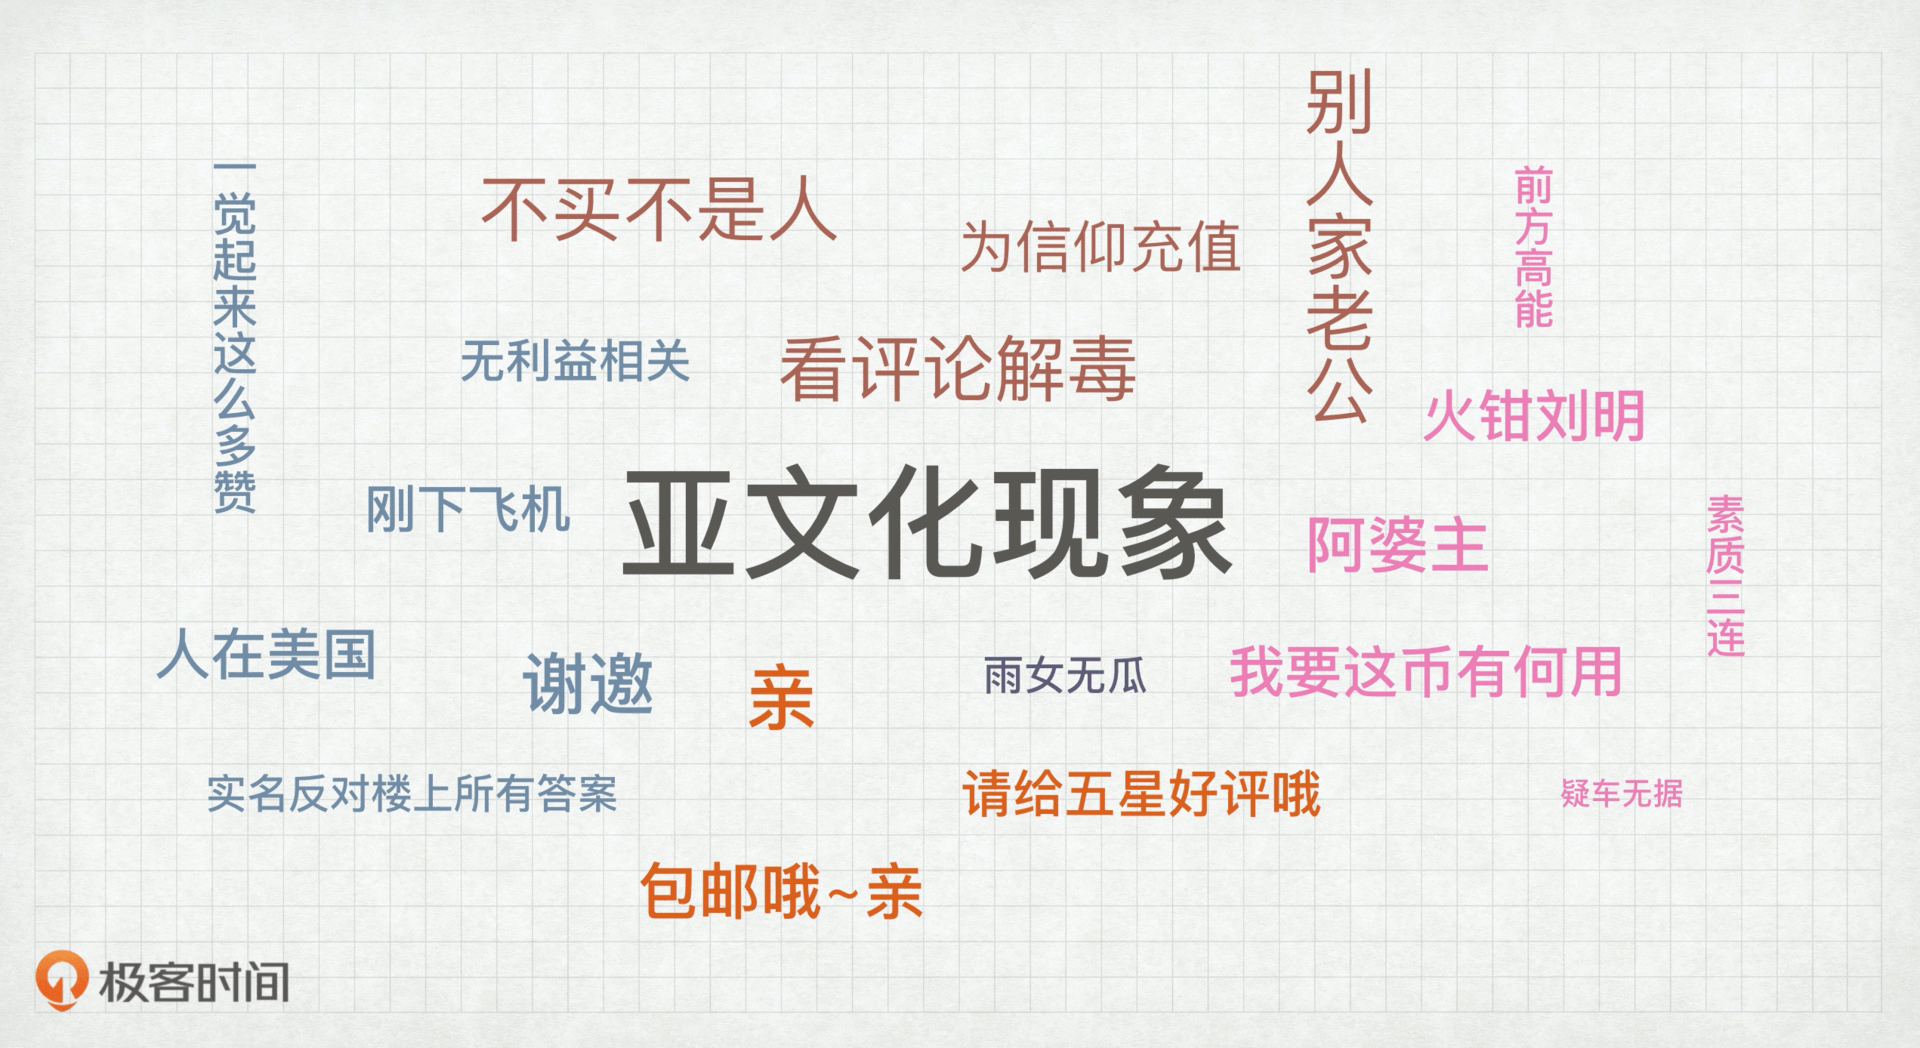 别人家老公
一觉起来这么多赞
不买不是人
前方高能
为信仰充值
无利益相关
看评论解毒
火钳刘明
刚下飞机
亚文化现象
阿婆主
素质三连
人在美国
谢邀
亲
雨女无瓜
我要这币有何用
实名反对楼上所有答案
请给五星好评哦
疑车无据
包邮哦~亲
极客时间